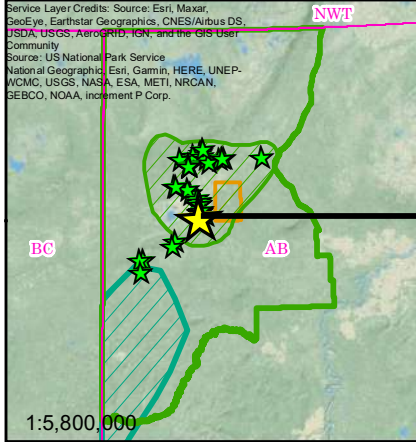 Service Layer Credits: Source: Esri, Maxar,
GeoEye, Earthstar Geographics, CNES/Airbus DS,
USDA, USGS, AeroGRID, IGN, and the GIS User
Community
Source: US National Park Service
National Geographic, Esri, Garmin, HERE, UNEP-
WCMC, USGS, NASA, ESA, METI, NRCAN,
GEBCO, NOAA, increment P Corp.
NWT
BC
AB
1:5,800,000